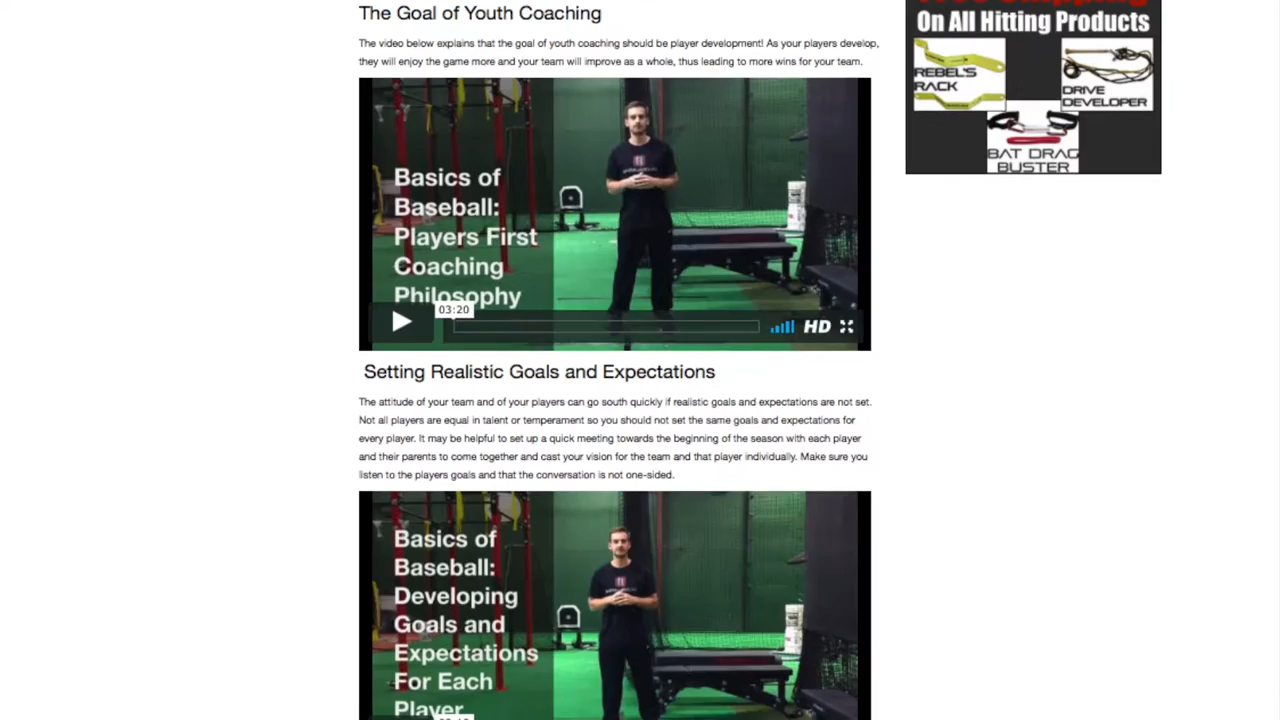 The Goal of Youth Coaching
The video below explains that the goal of youth coaching should be player development! As your players develop,
they will enjoy the game more and your team will improve as a whole, thus leading to more wins for your team.
Basics of
Baseball:
Players First
Coaching
Philosophy
03:20
HD
Setting Realistic Goals and Expectations
The attitude of your team and of your players can go south quickly if realistic goals and expectations are not set.
Not all players are equal in talent or temperament so you should not set the same goals and expectations for
every player. It may be helpful to set up a quick meeting towards the beginning of the season with each player
and their parents to come together and cast your vision for the team and that player individually. Make sure you
listen to the players goals and that the conversation is not one-sided.
Basics of
Baseball:
Developing
Goals and
Expectations
For Each
Player
On All Hitting Products
REBEL'S
RACK
DRIVE
DEVELOPER
BAT DRAG
BUSTER